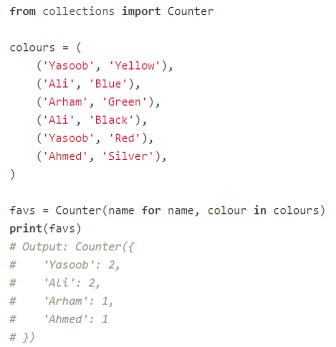 from collections import Counter

colours = (
    ('Yasoob', 'Yellow'),
    ('Ali', 'Blue'),
    ('Arham', 'Green'),
    ('Ali', 'Black'),
    ('Yasoob', 'Red'),
    ('Ahmed', 'Silver'),
)

favs = Counter(name for name, colour in colours)
print(favs)
# Output: Counter({
#    'Yasoob': 2,
#    'Ali': 2,
#    'Arham': 1,
#    'Ahmed': 1
# })